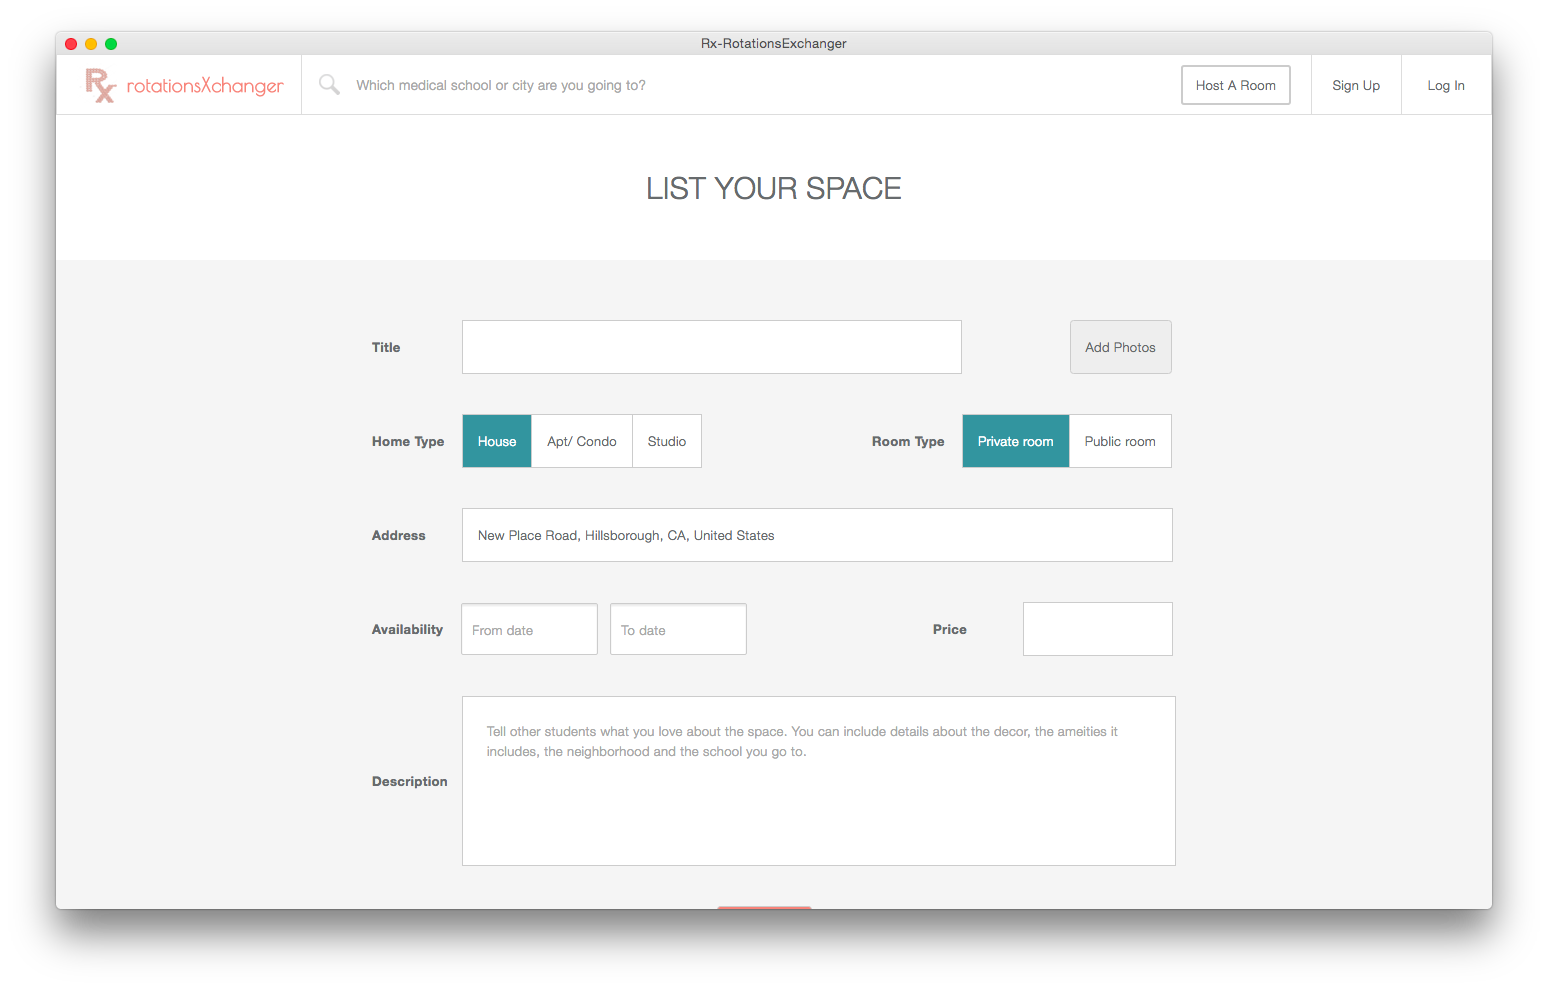 Rx-RotationsExchanger
Rx rotationsXchanger
Which medical school or city are you going to?
Host A Room
Sign Up
Log In
LIST YOUR SPACE
Title
Add Photos
Home Type
House
Apt/ Condo
Studio
Room Type
Private room
Public room
Address
New Place Road, Hillsborough, CA, United States
Availability
From date
To date
Price
Description
Tell other students what you love about the space. You can include details about the decor, the ameities it
includes, the neighborhood and the school you go to.